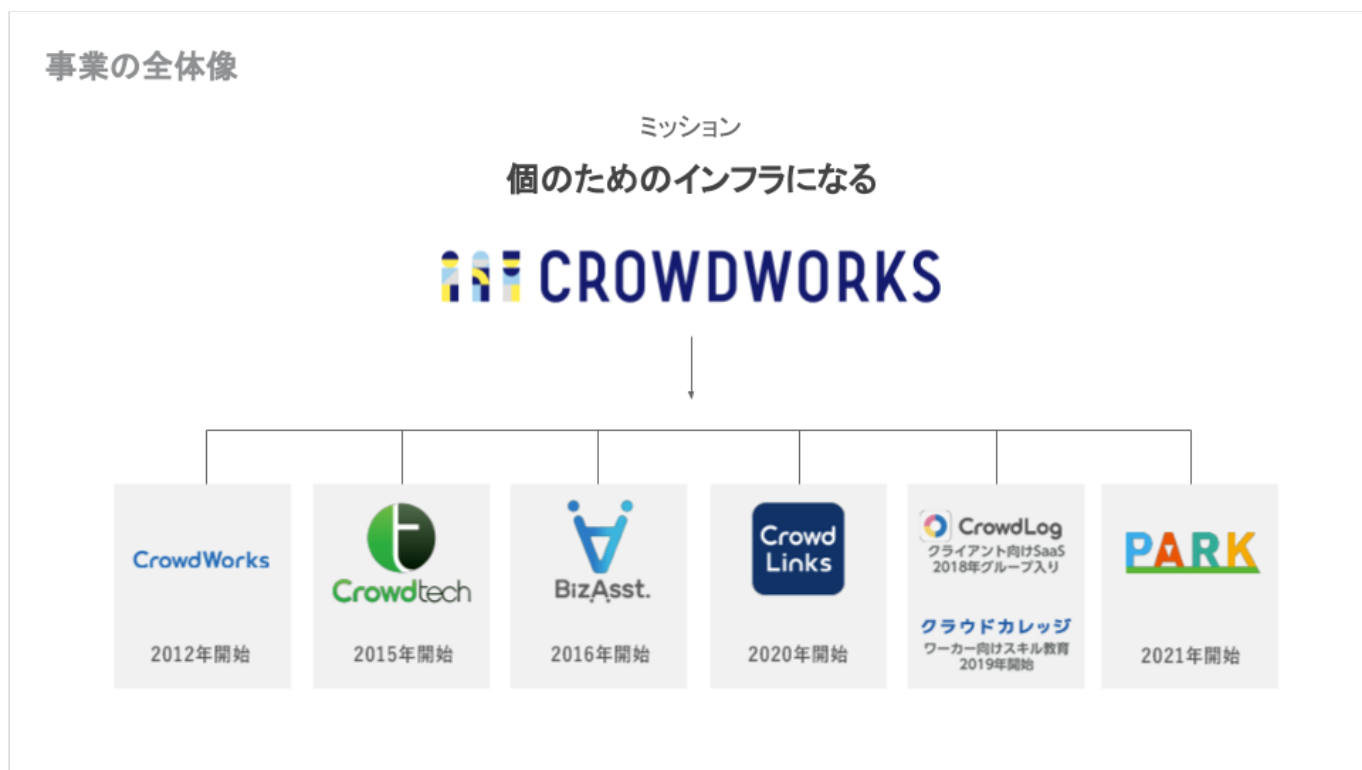 事業の全体像
ミッション
個のためのインフラになる
CROWDWORKS
CrowdWorks
2012年開始
Crowdtech
2015年開始
BizAsst.
2016年開始
Crowd
Links
2020年開始
CrowdLog
クライアント向けSaaS
2018年グループ入り
クラウドカレッジ
ワーカー向けスキル教育
2019年開始
PARK
2021年開始